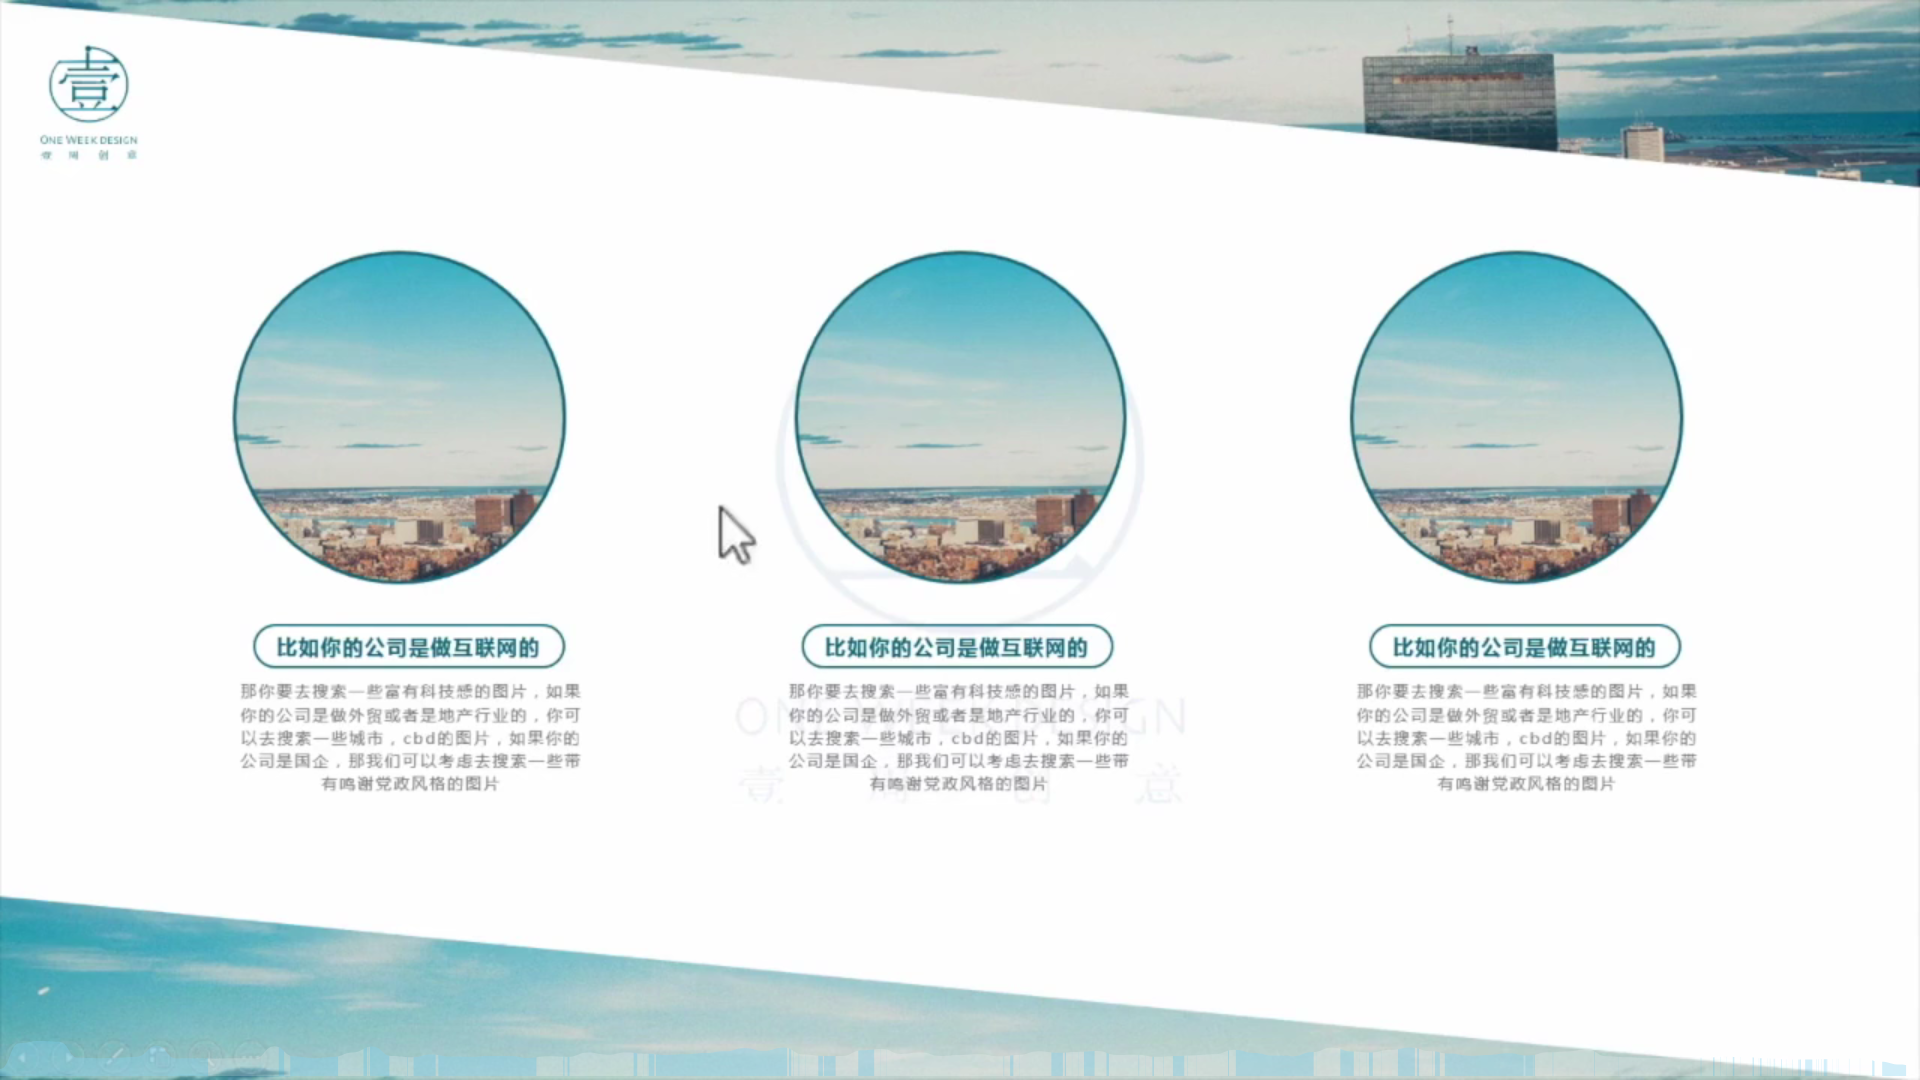 壹
ONE WEEK DESIGN
壹 周 创 意
比如你的公司是做互联网的
那你要去搜索一些富有科技感的图片，如果
你的公司是做外贸或者是地产行业的，你可
以去搜索一些城市，cbd的图片，如果你的
公司是国企，那我们可以考虑去搜索一些带
有鸣谢党政风格的图片
比如你的公司是做互联网的
那你要去搜索一些富有科技感的图片，如果
你的公司是做外贸或者是地产行业的，你可
以去搜索一些城市，cbd的图片，如果你的
公司是国企，那我们可以考虑去搜索一些带
有鸣谢党政风格的图片
比如你的公司是做互联网的
那你要去搜索一些富有科技感的图片，如果
你的公司是做外贸或者是地产行业的，你可
以去搜索一些城市，cbd的图片，如果你的
公司是国企，那我们可以考虑去搜索一些带
有鸣谢党政风格的图片